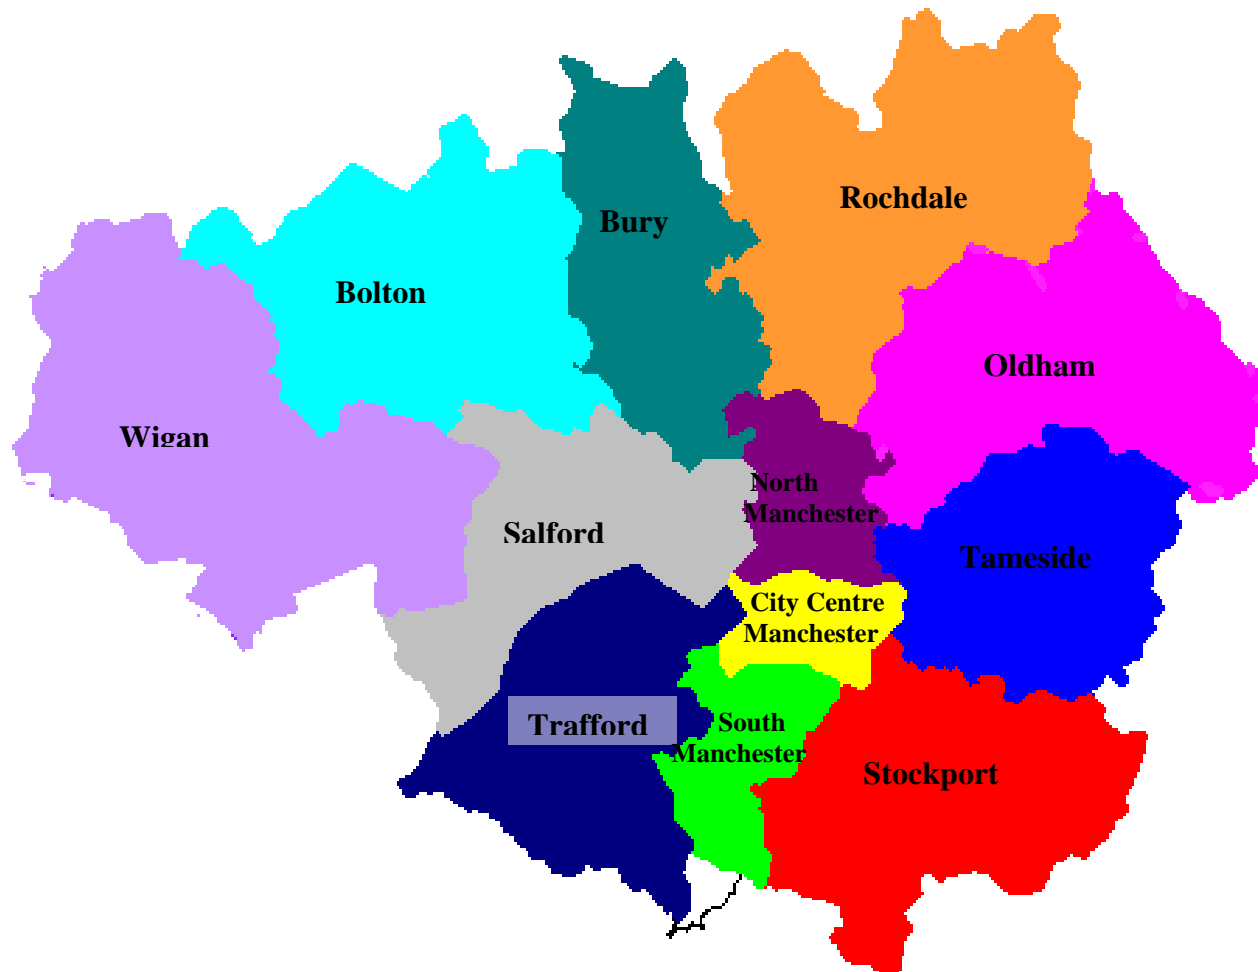 Rochdale
Bury
Bolton
Oldham
Wigan
North
Manchester
Salford
Tameside
City Centre
Manchester
Trafford
South
Manchester
Stockport